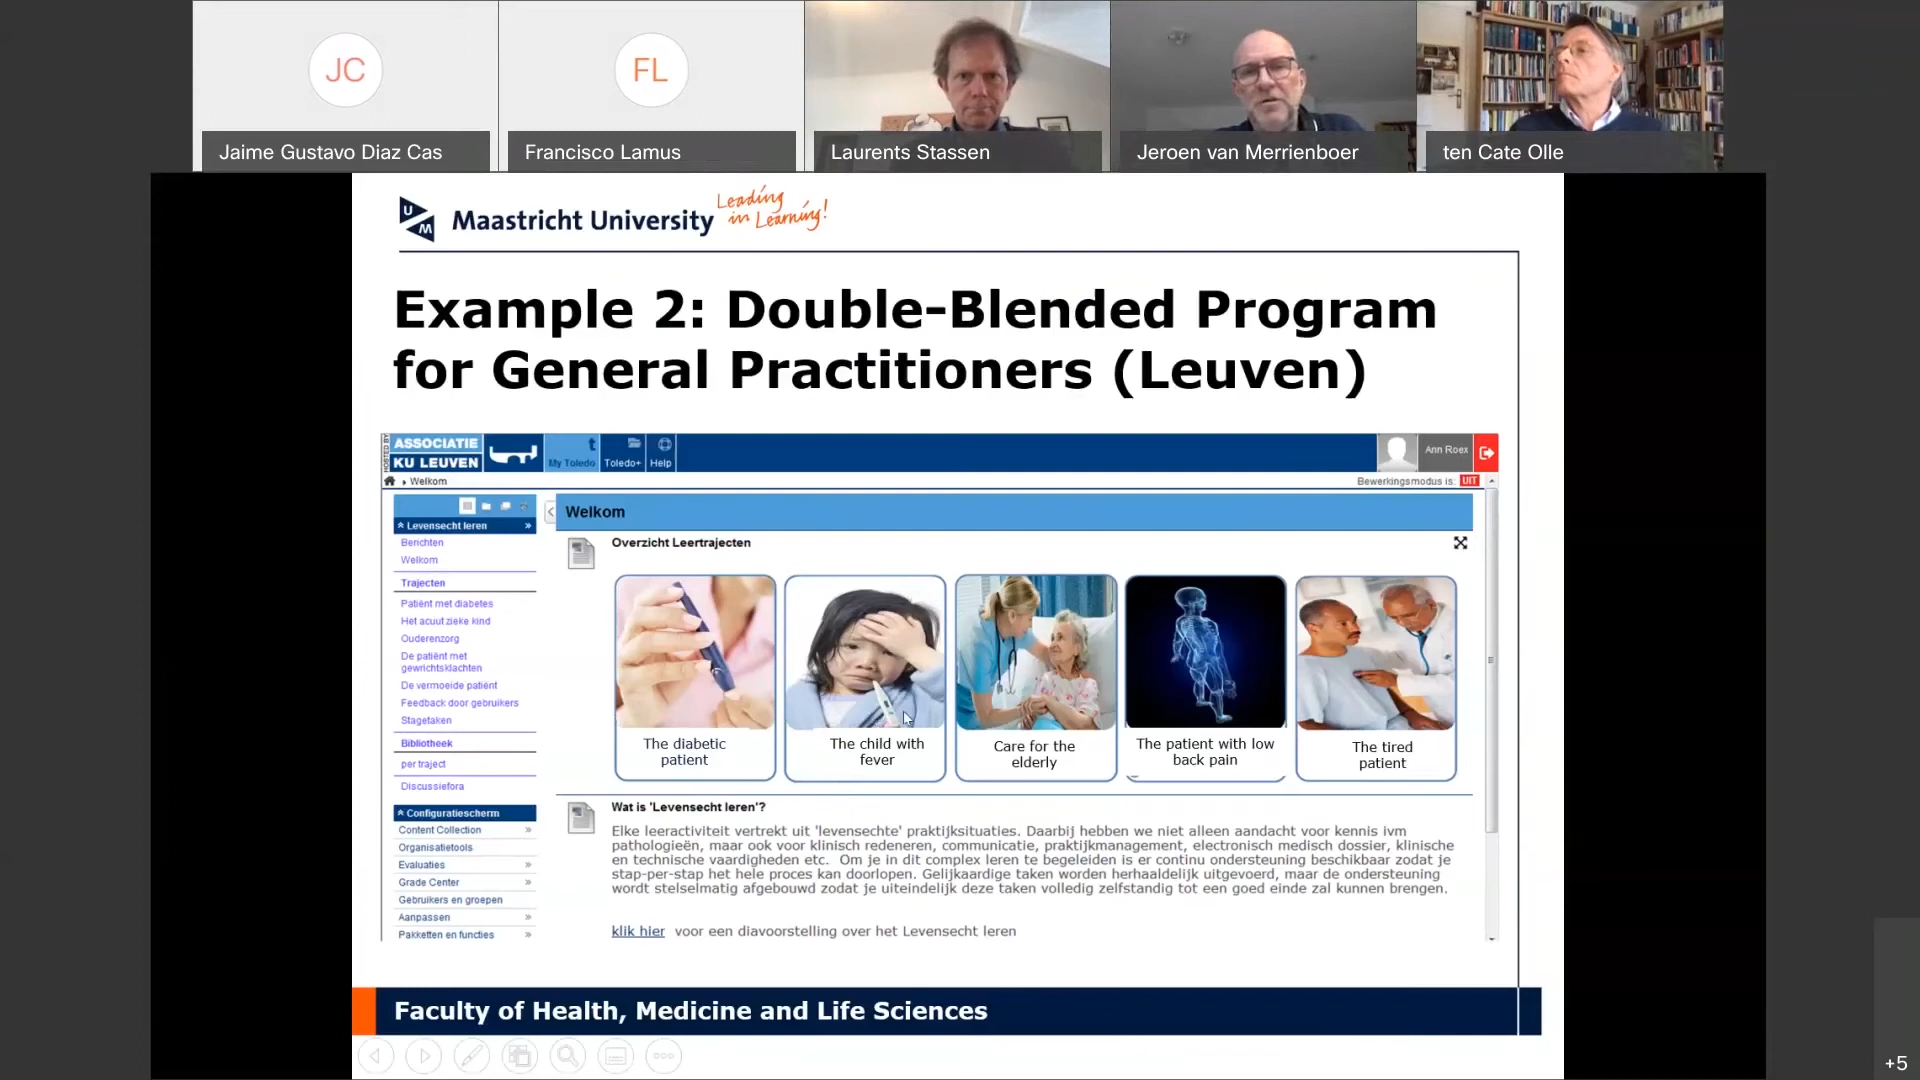 JC
FL
Jaime Gustavo Diaz Cas
Francisco Lamus
Laurents Stassen
Jeroen van Merrienboer
ten Cate Olle
UM
Maastricht University
Leading
in Learning!
Example 2: Double-Blended Program
for General Practitioners (Leuven)
HOSTED BY
ASSOCIATIE
KU LEUVEN
t
My Toledo
Toledo+
Help
Ann Roex
Welkom
Bewerkingsmodus is: UIT
Levensecht leren
Berichten
Welkom
Trajecten
Patiënt met diabetes
Het acuut zieke kind
Ouderenzorg
De patiënt met
gewrichtsklachten
De vermoeide patiënt
Feedback door gebruikers
Stagetaken
Bibliotheek
per traject
Discussiefora
Configuratiescherm
Content Collection
Organisatietools
Evaluaties
Grade Center
Gebruikers en groepen
Aanpassen
Pakketten en functies
Welkom
Overzicht Leertrajecten
The diabetic
patient
The child with
fever
Care for the
elderly
The patient with low
back pain
The tired
patient
Wat is 'Levensecht leren'?
Elke leeractiviteit vertrekt uit 'levensechte' praktijksituaties. Daarbij hebben we niet alleen aandacht voor kennis ivm
pathologieën, maar ook voor klinisch redeneren, communicatie, praktijkmanagement, electronisch medisch dossier, klinische
en technische vaardigheden etc. Om je in dit complex leren te begeleiden is er continu ondersteuning beschikbaar zodat je
stap-per-stap het hele proces kan doorlopen. Gelijkaardige taken worden herhaaldelijk uitgevoerd, maar de ondersteuning
wordt stelselmatig afgebouwd zodat je uiteindelijk deze taken volledig zelfstandig tot een goed einde zal kunnen brengen.
klik hier voor een diavoorstelling over het Levensecht leren
Faculty of Health, Medicine and Life Sciences
+5